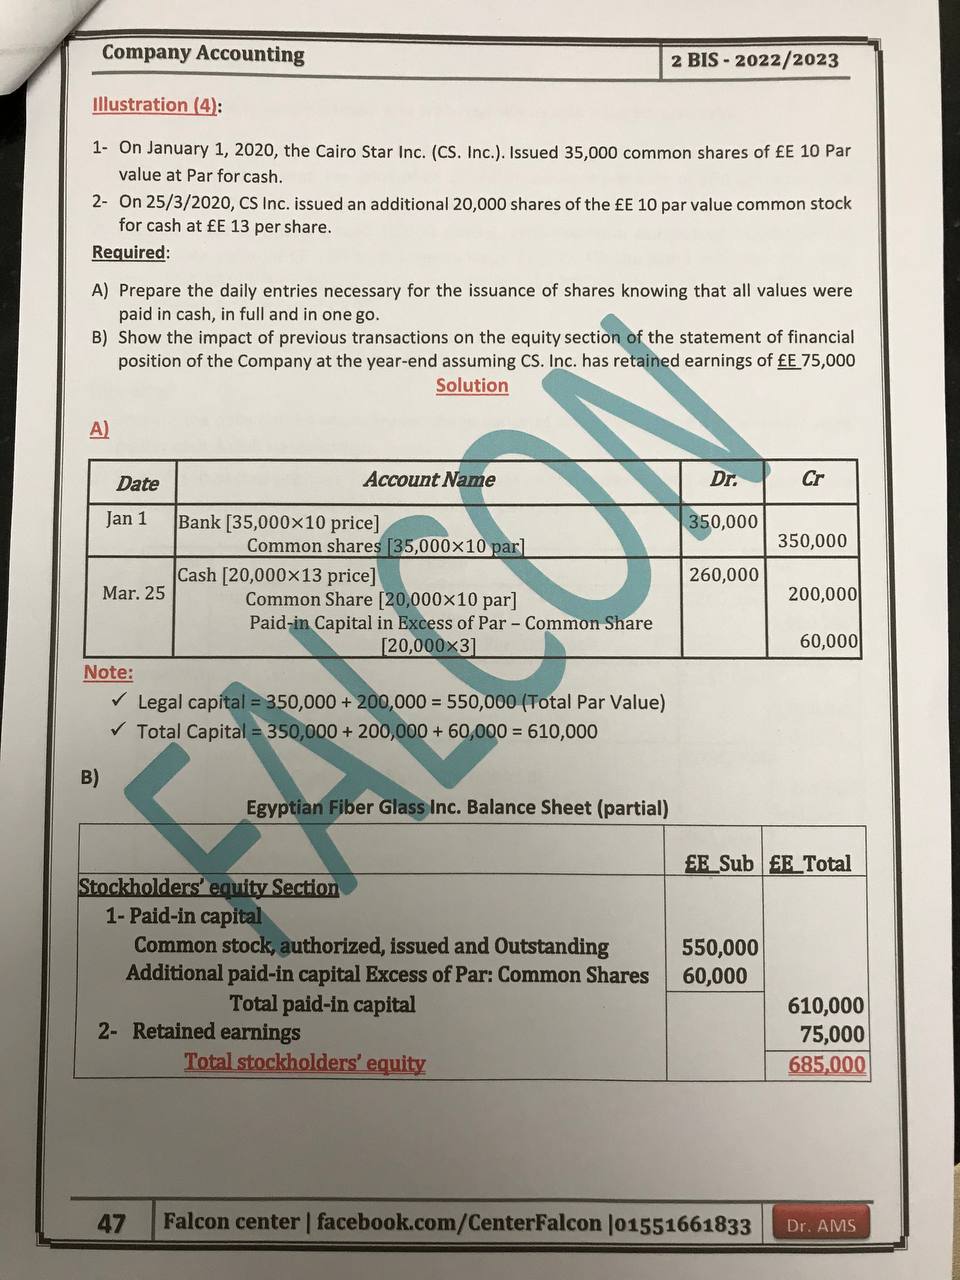 Company Accounting
2 BIS - 2022/2023
Illustration (4):
1- On January 1, 2020, the Cairo Star Inc. (CS. Inc.). Issued 35,000 common shares of £E 10 Par
value at Par for cash.
2- On 25/3/2020, CS Inc. issued an additional 20,000 shares of the £E 10 par value common stock
for cash at £E 13 per share.
Required:
A) Prepare the daily entries necessary for the issuance of shares knowing that all values were
paid in cash, in full and in one go.
B) Show the impact of previous transactions on the equity section of the statement of financial
position of the Company at the year-end assuming CS. Inc. has retained earnings of £E 75,000
Solution
A)
Date Account Name Dr. Cr
Jan 1 Bank [35,000×10 price] 350,000
Common shares [35,000×10 par] 350,000
Mar. 25 Cash [20,000×13 price] 260,000
Common Share [20,000×10 par] 200,000
Paid-in Capital in Excess of Par – Common Share
[20,000×3] 60,000
Note:
✓ Legal capital = 350,000 + 200,000 = 550,000 (Total Par Value)
✓ Total Capital = 350,000 + 200,000 + 60,000 = 610,000
B)
Egyptian Fiber Glass Inc. Balance Sheet (partial)
£E Sub £E Total
Stockholders' equity Section
1- Paid-in capital
Common stock, authorized, issued and Outstanding 550,000
Additional paid-in capital Excess of Par: Common Shares 60,000
Total paid-in capital 610,000
2- Retained earnings 75,000
Total stockholders' equity 685,000
FALCON
47 Falcon center | facebook.com/CenterFalcon |01551661833 Dr. AMS